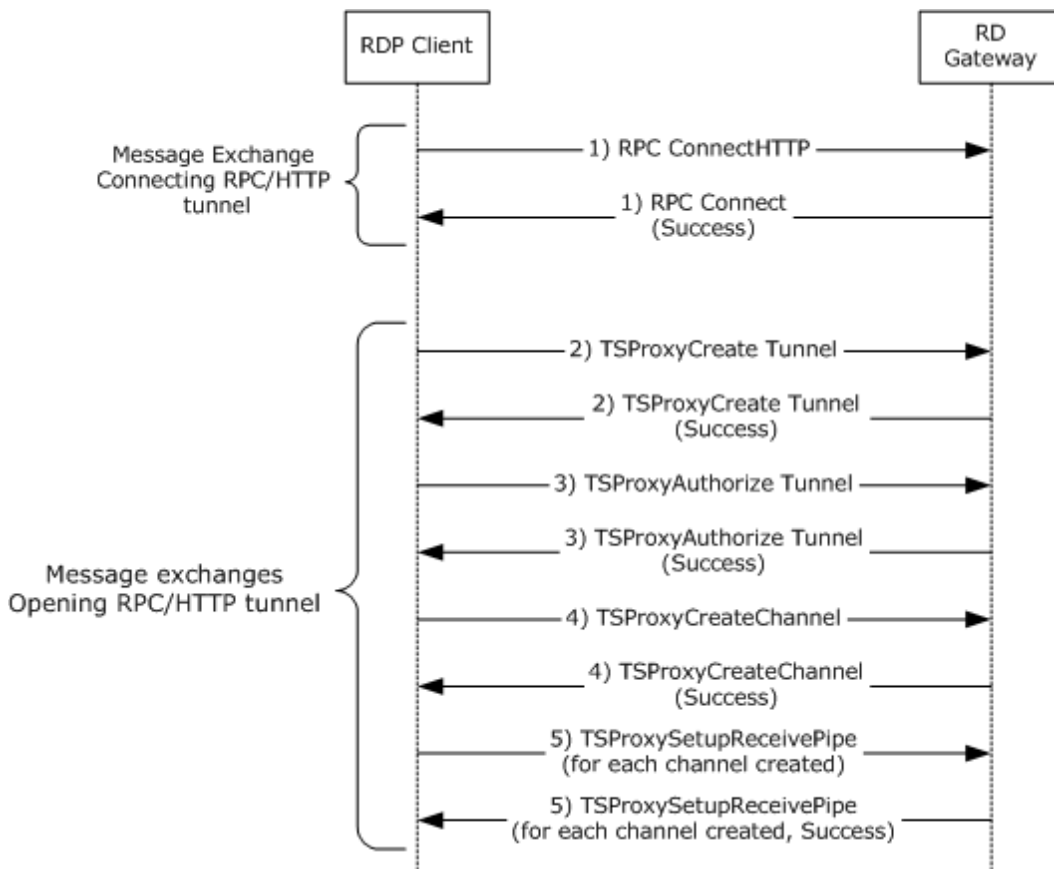 RDP Client
RD
Gateway
Message Exchange
Connecting RPC/HTTP
tunnel
1) RPC ConnectHTTP
1) RPC Connect
(Success)
Message exchanges
Opening RPC/HTTP tunnel
2) TSProxyCreate Tunnel
2) TSProxyCreate Tunnel
(Success)
3) TSProxyAuthorize Tunnel
3) TSProxyAuthorize Tunnel
(Success)
4) TSProxyCreateChannel
4) TSProxyCreateChannel
(Success)
5) TSProxySetupReceivePipe
(for each channel created)
5) TSProxySetupReceivePipe
(for each channel created, Success)